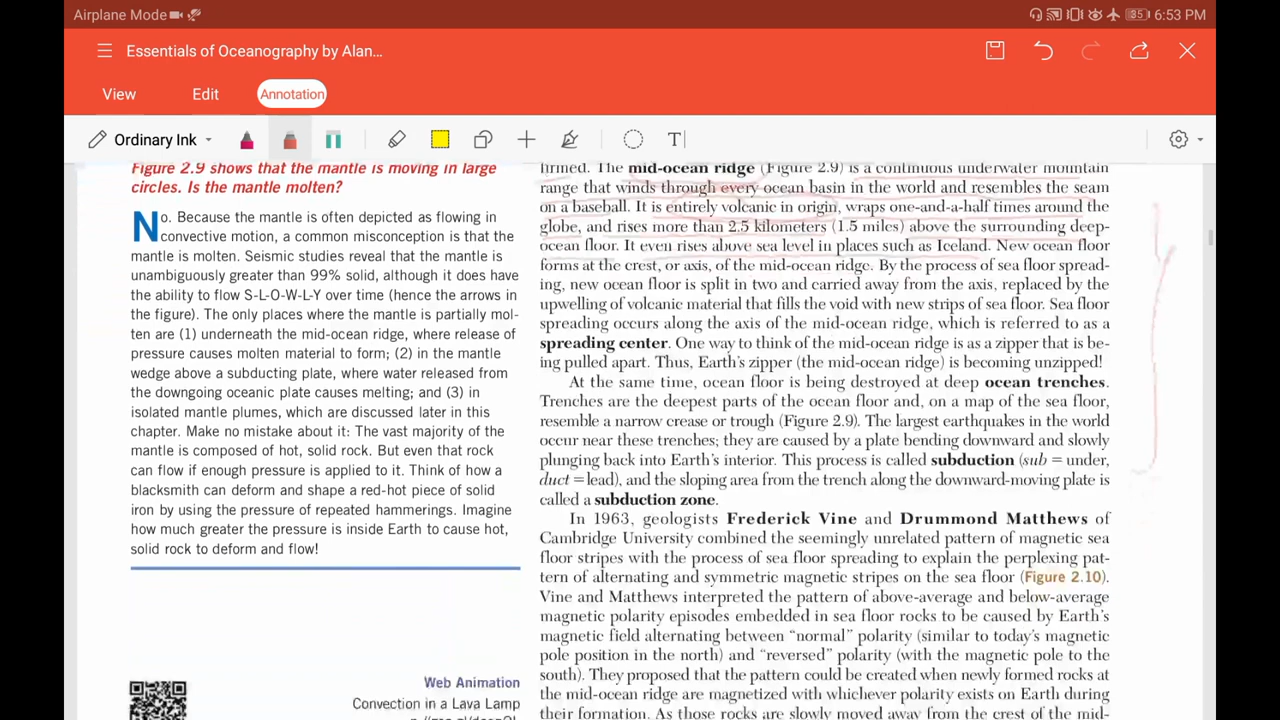 Airplane Mode
35 6:53 PM
Essentials of Oceanography by Alan...
View Edit Annotation
Ordinary Ink
T
Figure 2.9 shows that the mantle is moving in large
circles. Is the mantle molten?
No. Because the mantle is often depicted as flowing in
convective motion, a common misconception is that the
mantle is molten. Seismic studies reveal that the mantle is
unambiguously greater than 99% solid, although it does have
the ability to flow S-L-O-W-L-Y over time (hence the arrows in
the figure). The only places where the mantle is partially mol-
ten are (1) underneath the mid-ocean ridge, where release of
pressure causes molten material to form; (2) in the mantle
wedge above a subducting plate, where water released from
the downgoing oceanic plate causes melting; and (3) in
isolated mantle plumes, which are discussed later in this
chapter. Make no mistake about it: The vast majority of the
mantle is composed of hot, solid rock. But even that rock
can flow if enough pressure is applied to it. Think of how a
blacksmith can deform and shape a red-hot piece of solid
iron by using the pressure of repeated hammerings. Imagine
how much greater the pressure is inside Earth to cause hot,
solid rock to deform and flow!
Web Animation
Convection in a Lava Lamp
firmed. The mid-ocean ridge (Figure 2.9) is a continuous underwater mountain
range that winds through every ocean basin in the world and resembles the seam
on a baseball. It is entirely volcanic in origin, wraps one-and-a-half times around the
globe, and rises more than 2.5 kilometers (1.5 miles) above the surrounding deep-
ocean floor. It even rises above sea level in places such as Iceland. New ocean floor
forms at the crest, or axis, of the mid-ocean ridge. By the process of sea floor spread-
ing, new ocean floor is split in two and carried away from the axis, replaced by the
upwelling of volcanic material that fills the void with new strips of sea floor. Sea floor
spreading occurs along the axis of the mid-ocean ridge, which is referred to as a
spreading center. One way to think of the mid-ocean ridge is as a zipper that is be-
ing pulled apart. Thus, Earth's zipper (the mid-ocean ridge) is becoming unzipped!
At the same time, ocean floor is being destroyed at deep ocean trenches.
Trenches are the deepest parts of the ocean floor and, on a map of the sea floor,
resemble a narrow crease or trough (Figure 2.9). The largest earthquakes in the world
occur near these trenches; they are caused by a plate bending downward and slowly
plunging back into Earth's interior. This process is called subduction (sub = under,
duct = lead), and the sloping area from the trench along the downward-moving plate is
called a subduction zone.
In 1963, geologists Frederick Vine and Drummond Matthews of
Cambridge University combined the seemingly unrelated pattern of magnetic sea
floor stripes with the process of sea floor spreading to explain the perplexing pat-
tern of alternating and symmetric magnetic stripes on the sea floor (Figure 2.10).
Vine and Matthews interpreted the pattern of above-average and below-average
magnetic polarity episodes embedded in sea floor rocks to be caused by Earth's
magnetic field alternating between "normal" polarity (similar to today's magnetic
pole position in the north) and "reversed" polarity (with the magnetic pole to the
south). They proposed that the pattern could be created when newly formed rocks at
the mid-ocean ridge are magnetized with whichever polarity exists on Earth during
their formation. As those rocks are slowly moved away from the crest of the mid-